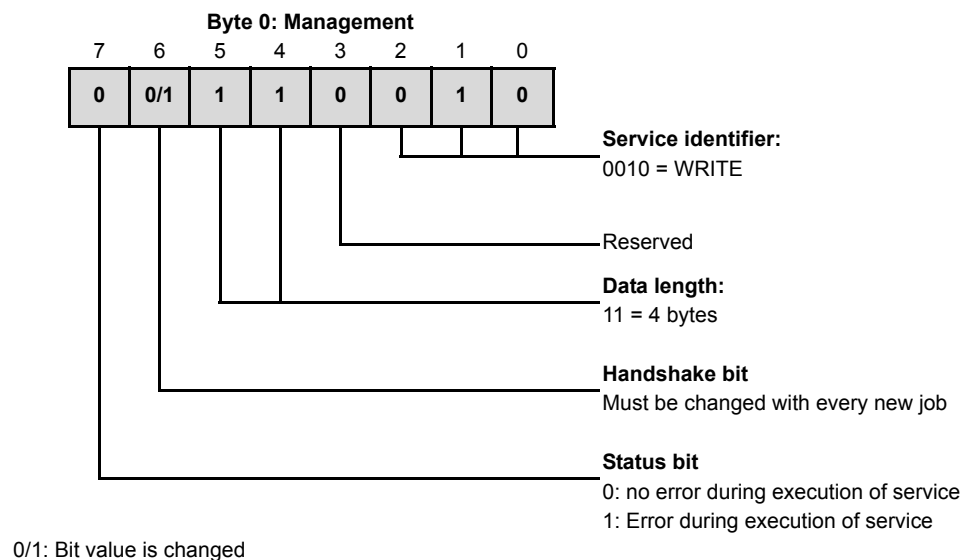 Byte 0: Management
7 6 5 4 3 2 1 0
0 0/1 1 1 0 0 1 0
Service identifier:
0010 = WRITE
Reserved
Data length:
11 = 4 bytes
Handshake bit
Must be changed with every new job
Status bit
0: no error during execution of service
1: Error during execution of service
0/1: Bit value is changed